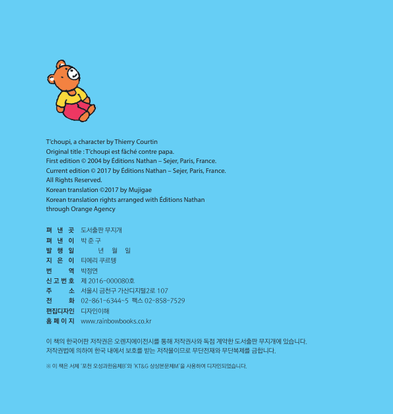 T'choupi, a character by Thierry Courtin
Original title : T'choupi est fâché contre papa.
First edition © 2004 by Éditions Nathan – Sejer, Paris, France.
Current edition © 2017 by Éditions Nathan – Sejer, Paris, France.
All Rights Reserved.
Korean translation ©2017 by Mujigae
Korean translation rights arranged with Éditions Nathan
through Orange Agency
펴 낸 곳 도서출판 무지개
펴 낸 이 박 준 구
발 행 일 년 월 일
지 은 이 티에리 쿠르탱
번 역 박정연
신 고 번 호 제 2016-000080호
주 소 서울시 금천구 가산디지털2로 107
전 화 02-861-6344~5 팩스 02-858-7529
편집디자인 디자인이해
홈 페 이 지 www.rainbowbooks.co.kr
이 책의 한국어판 저작권은 오렌지에이전시를 통해 저작권사와 독점 계약한 도서출판 무지개에 있습니다.
저작권법에 의하여 한국 내에서 보호를 받는 저작물이므로 무단전재와 무단복제를 금합니다.
※ 이 책은 서체 '포천 오성과한음체B'와 'KT&G 상상본문체M'을 사용하여 디자인되었습니다.